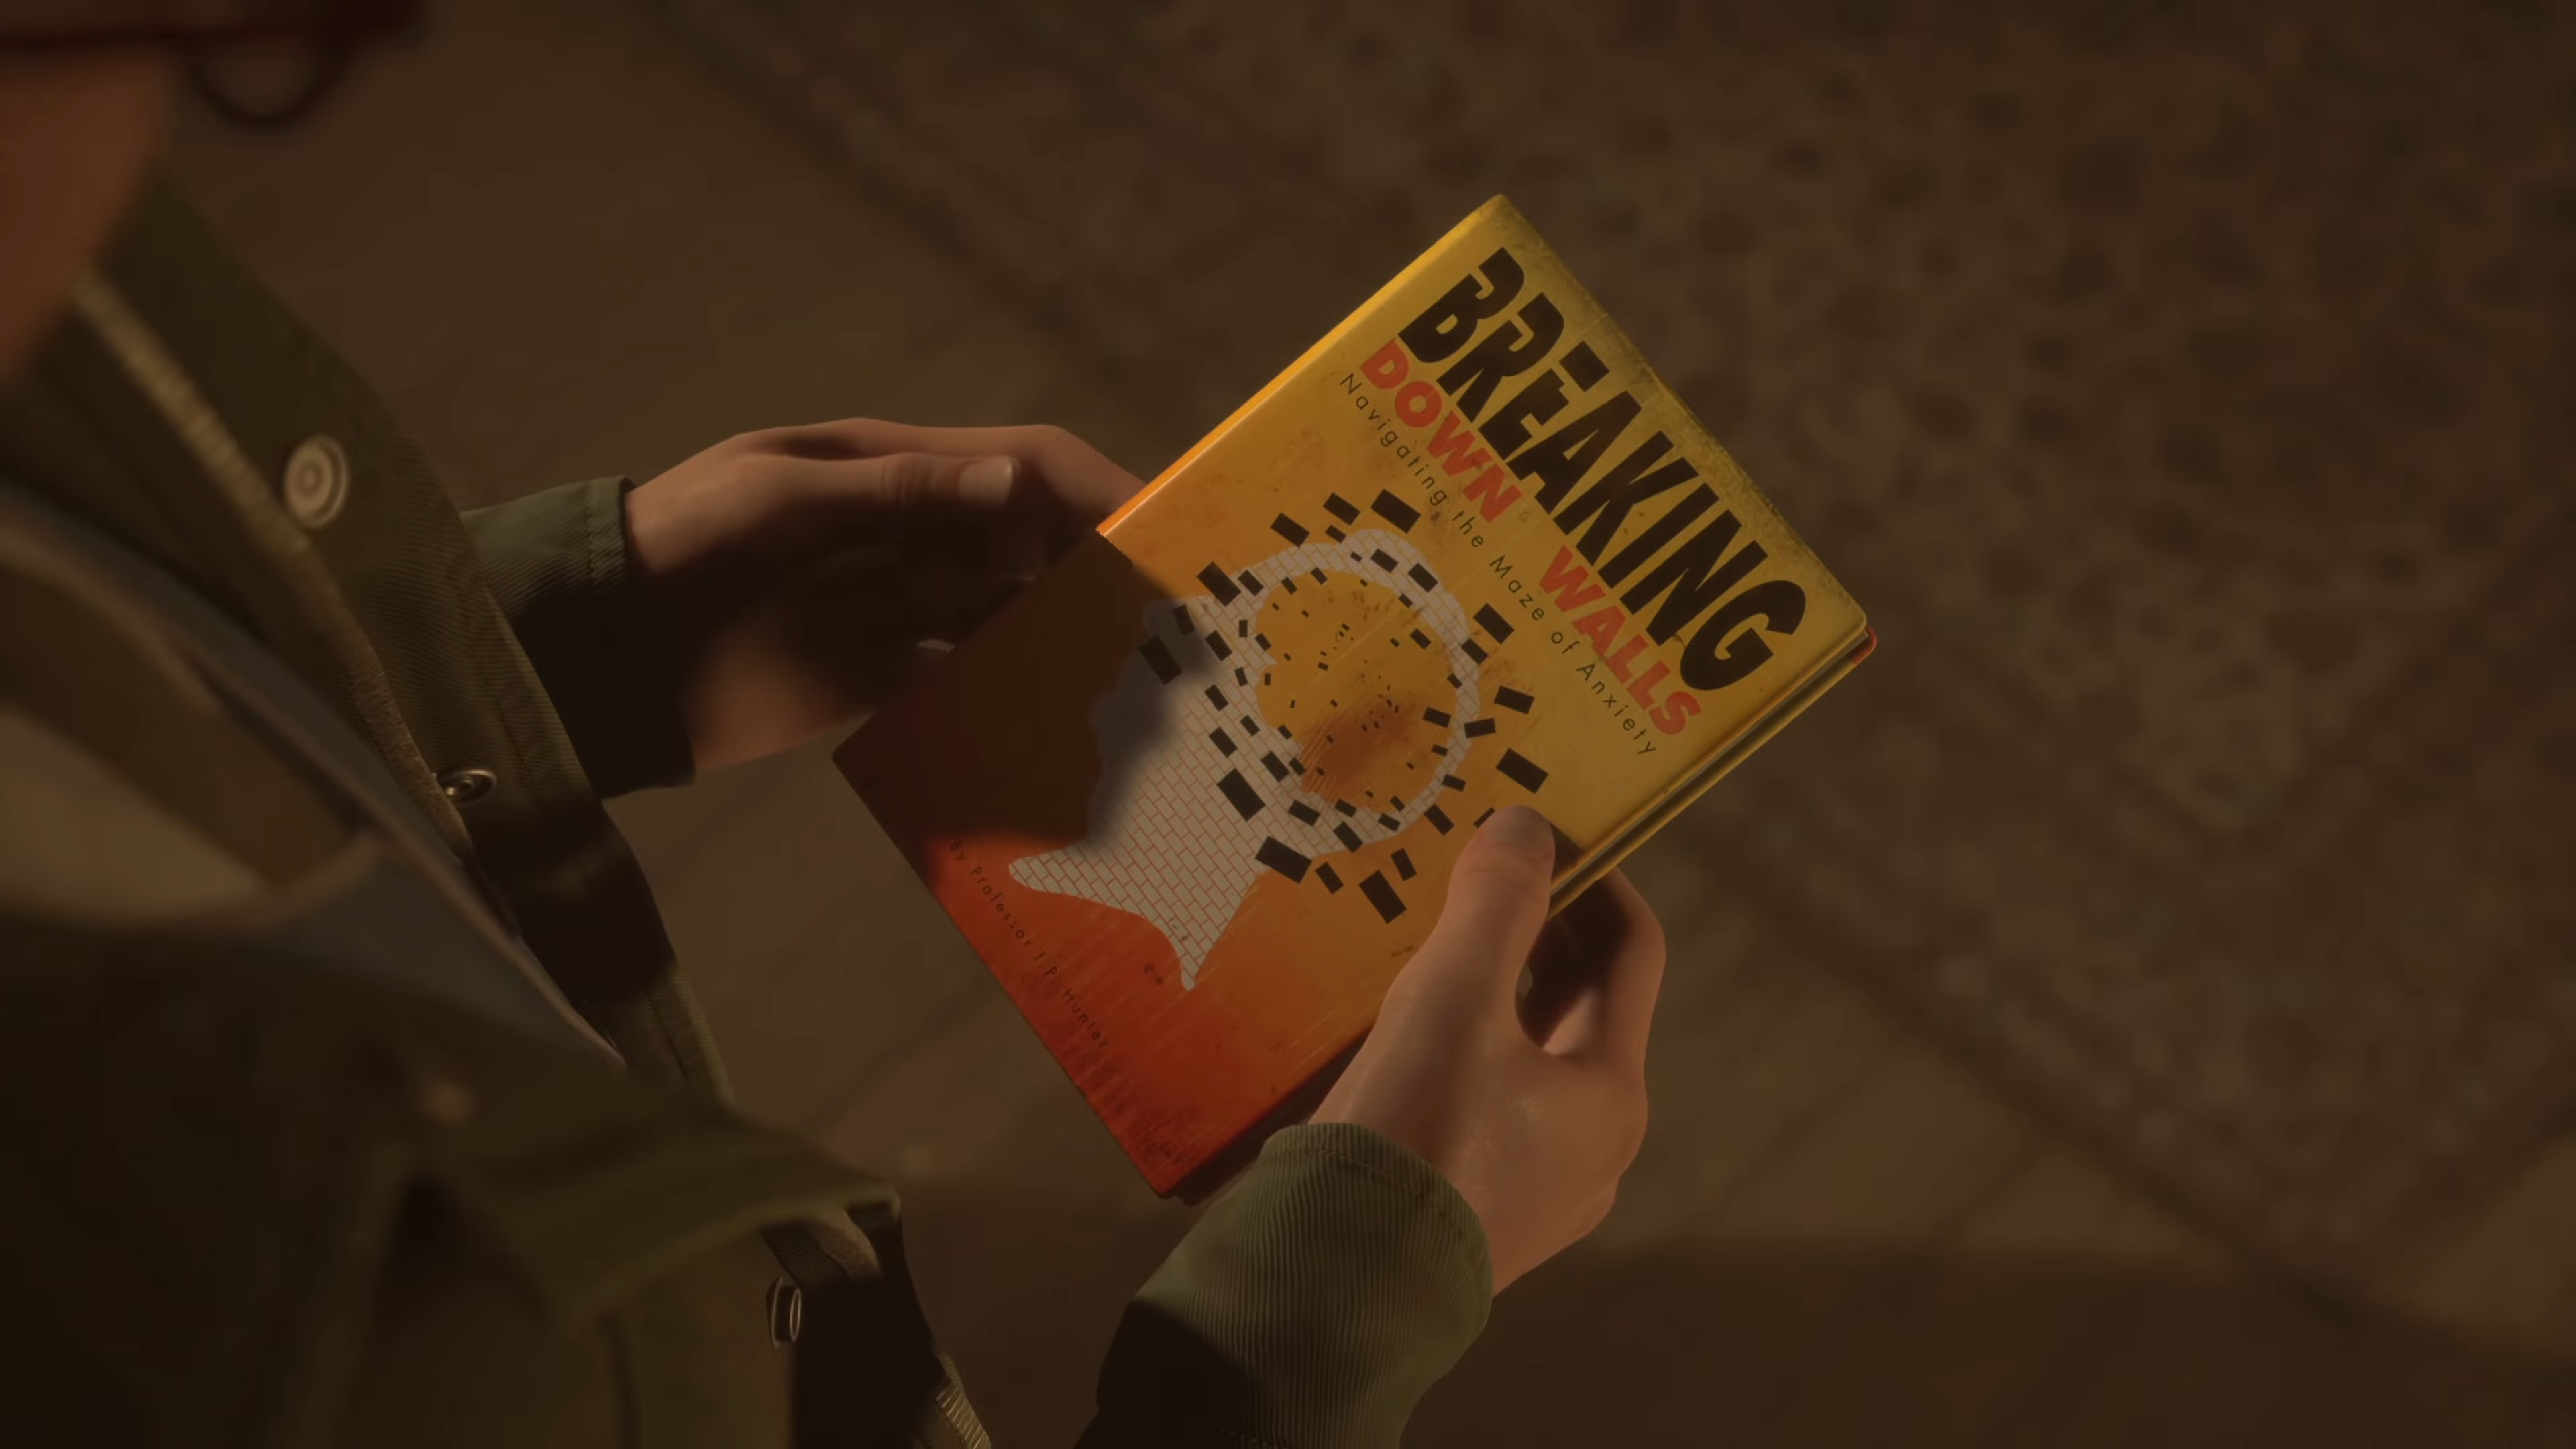 BREAKING
DOWN WALLS
Navigating the Maze of Anxiety
By Professor J.P. Hunter